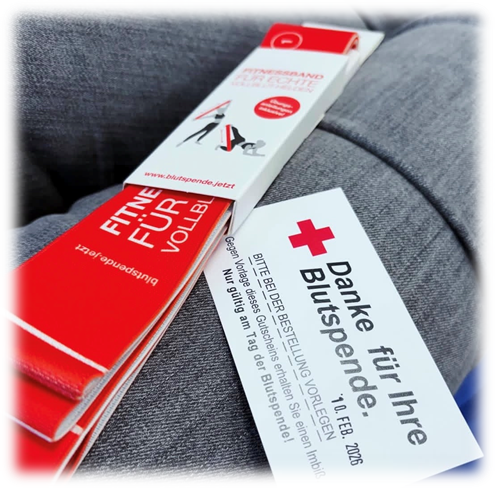 FITNESSBAND
FÜR ECHTE
VOLLBLUTHELDEN
www.blutspende.jetzt
FITNE
FÜR
VOLLBL
blutspende.jetzt
Danke für Ihre
Blutspende.
'10. FEB. 2026
BITTE BEI DER BESTELLUNG VORLEGEN
Gegen Vorlage dieses Gutscheins erhalten Sie einen Imbiß
Nur gültig am Tag der Blutspende!